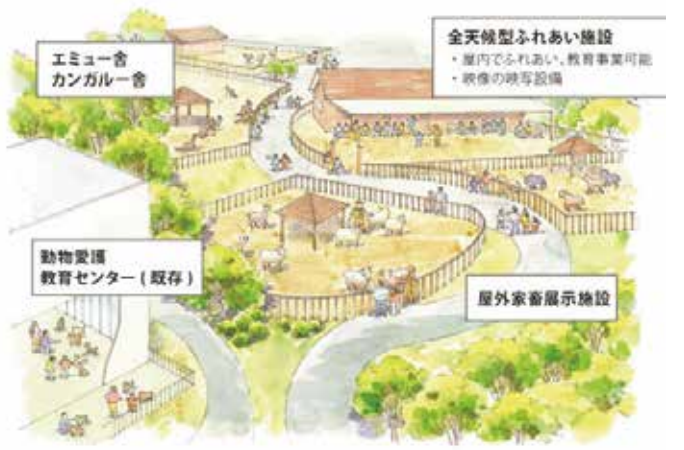 エミュー舎
カンガルー舎
全天候型ふれあい施設
・屋内でふれあい、教育事業可能
・映像の映写設備
動物愛護
教育センター(既存)
屋外家畜展示施設